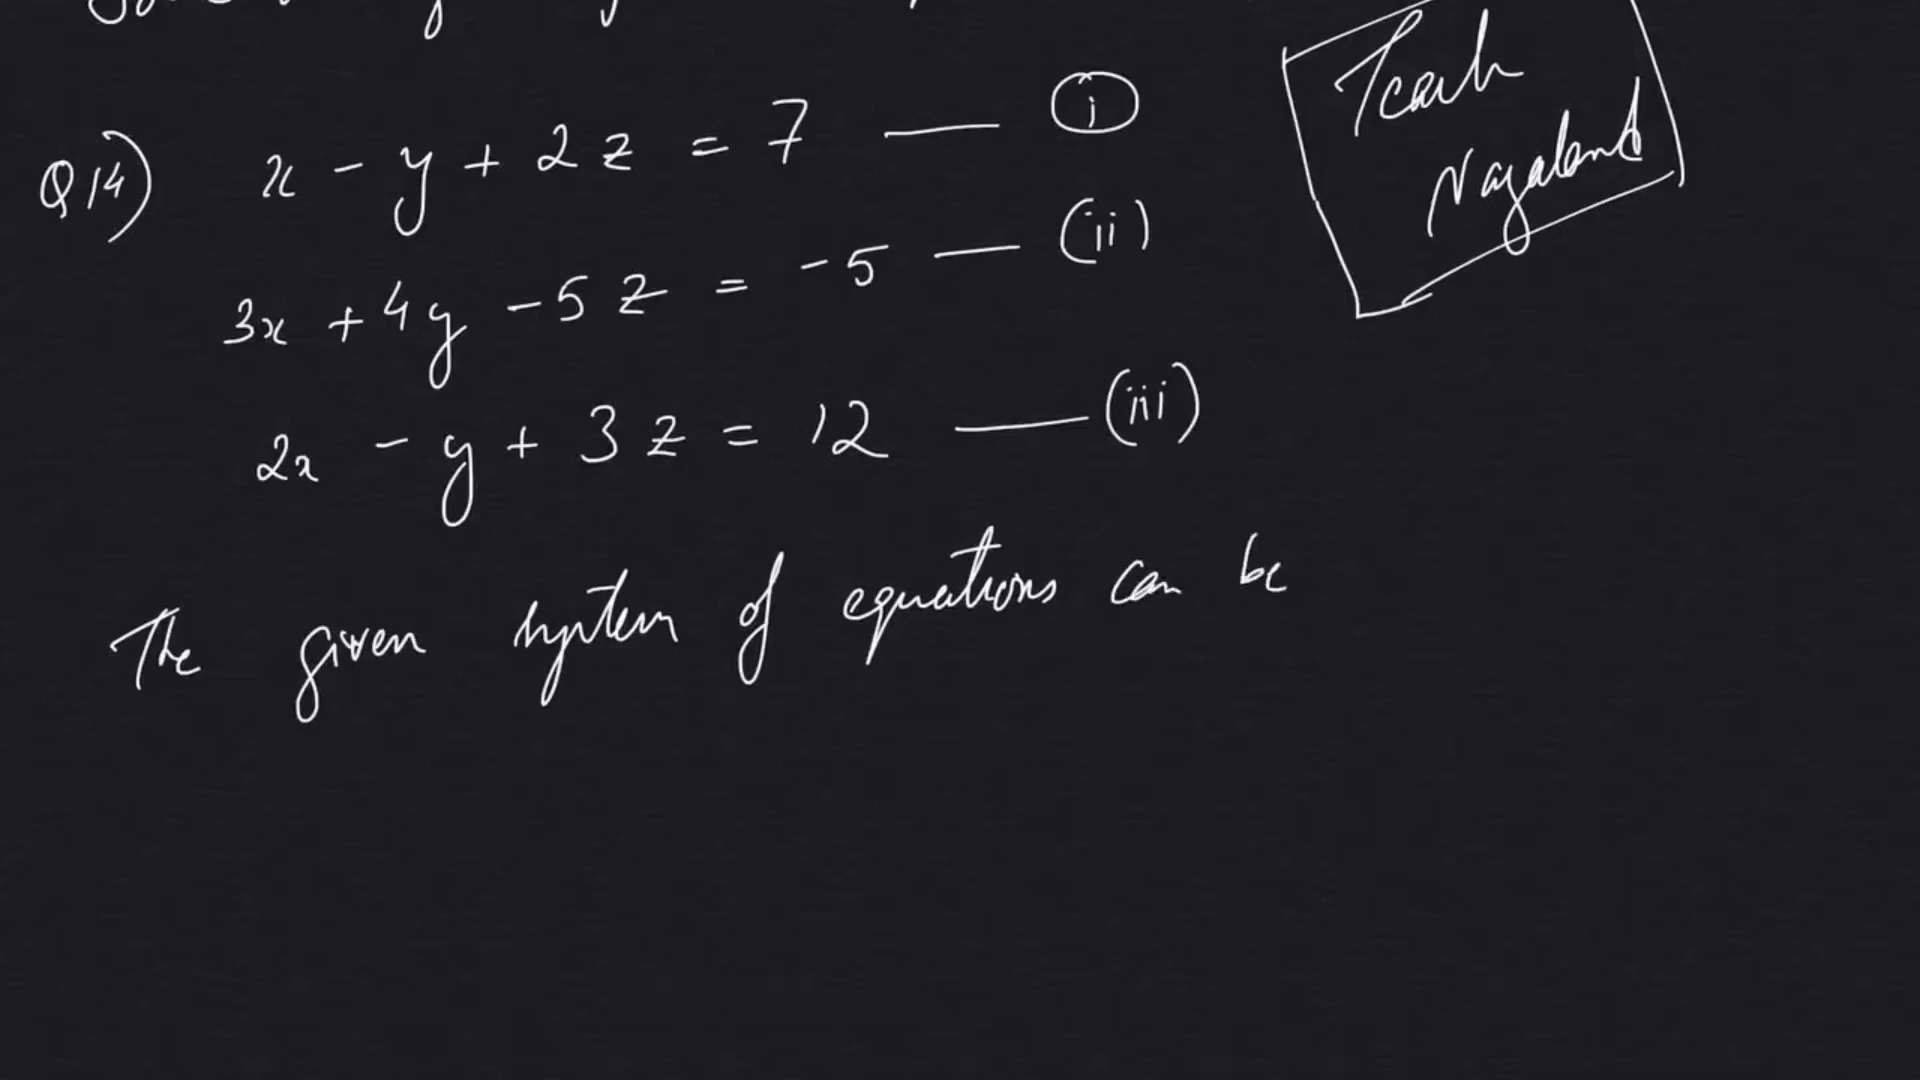 Q14) x - y + 2z = 7 — (i)
3x + 4y - 5z = -5 — (ii)
2x - y + 3z = 12 — (iii)
The given system of equations can be
Teach
Nagaland